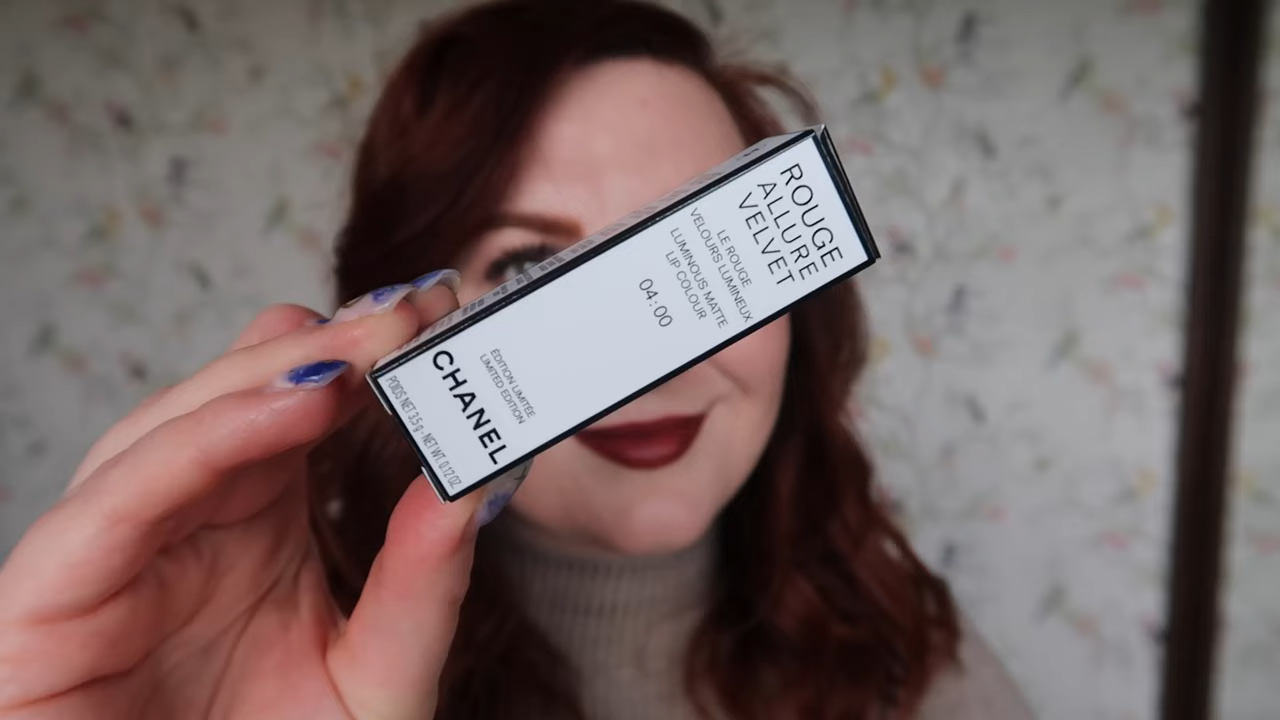 ROUGE
ALLURE
VELVET
LE ROUGE
VELOURS LUMINEUX
LUMINOUS MATTE
LIP COLOUR
04:00
ÉDITION LIMITÉE
LIMITED EDITION
CHANEL
POIDS NET 3.5 g - NET WT. 0.12 OZ.